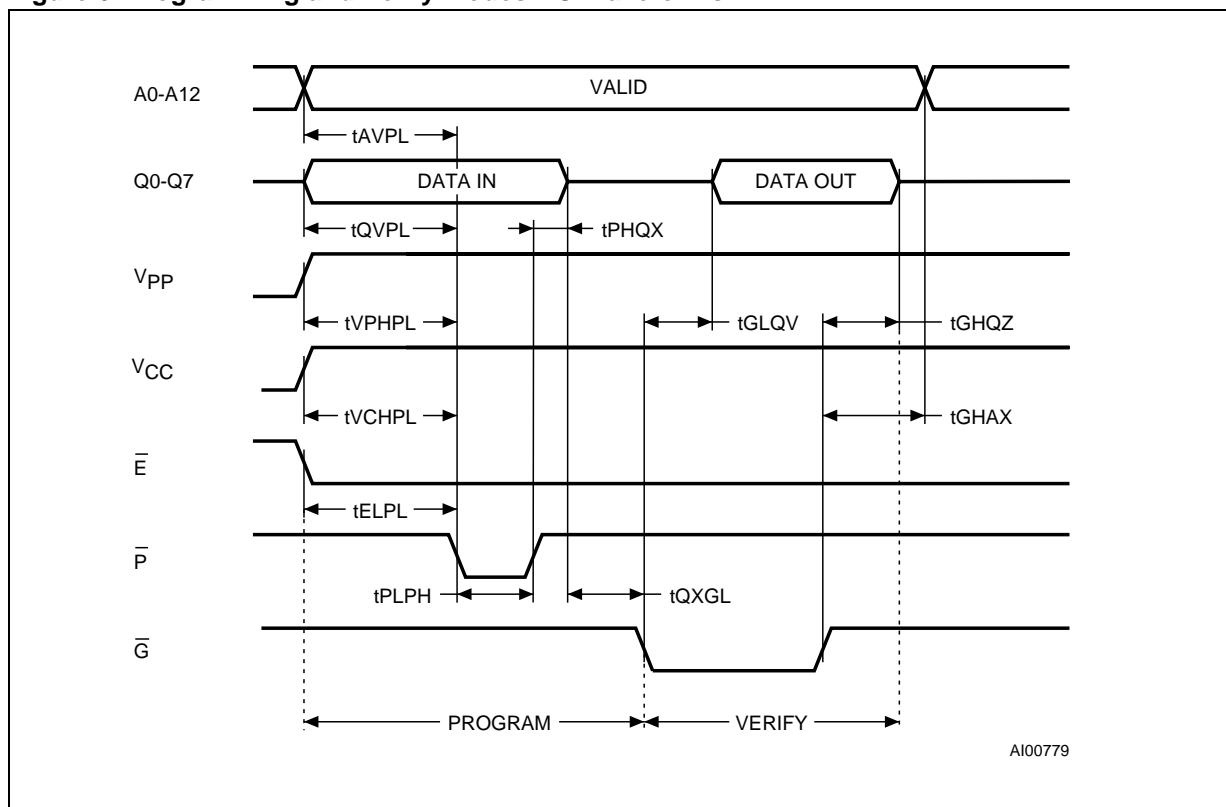 A0-A12
VALID
tAVPL
Q0-Q7
DATA IN
DATA OUT
tQVPL
tPHQX
VPP
tVPHPL
tGLQV
tGHQZ
VCC
tVCHPL
tGHAX
E̅
tELPL
P̅
tPLPH
tQXGL
G̅
PROGRAM
VERIFY
AI00779